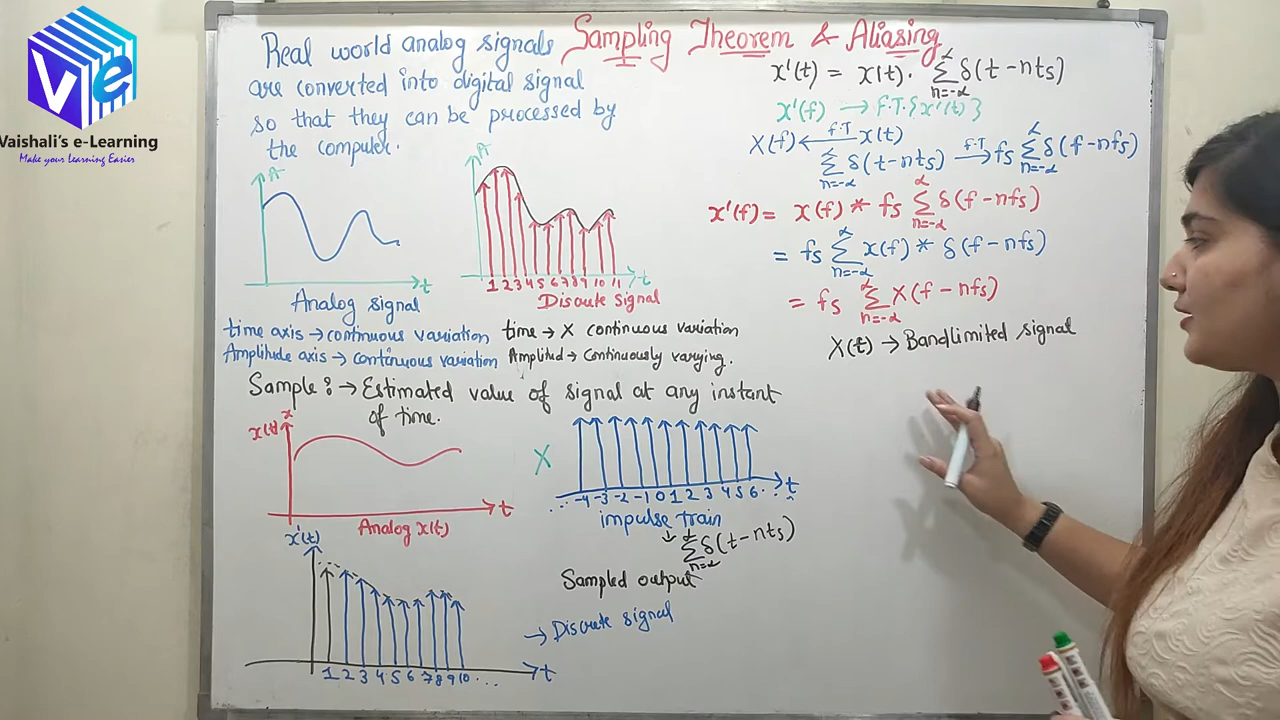 Ve
Vaishali's e-Learning
Make your Learning Easier
Sampling Theorem & Aliasing
Real world analog signals
are converted into digital signal
so that they can be processed by
the computer.
A
t
Analog signal
A
1 2 3 4 5 6 7 8 9 10 11 t
Discrete Signal
time axis → continuous variation
Amplitude axis → continuous variation
time → X continuous variation
Amplitud → Continuously varying.
Sample : → Estimated value of signal at any instant
of time.
x(t)
t
Analog x(t)
X
... -4 -3 -2 -1 0 1 2 3 4 5 6 ... t
impulse train
∑ δ(t-nts)
n=-α
x'(t)
1 2 3 4 5 6 7 8 9 10 ... t
Sampled output
→ Discrete signal
x'(t) = x(t) . α∑n=-α δ(t-nts)
x'(f) → F.T.{x'(t)}
X(f) ←F.T x(t)
α∑n=-α δ(t-nts) F.T→ fs α∑n=-α δ(f-nfs)
x'(f) = x(f) * fs α∑n=-α δ(f-nfs)
= fs α∑n=-α x(f) * δ(f-nfs)
= fs α∑n=-α X(f-nfs)
X(t) → Bandlimited signal